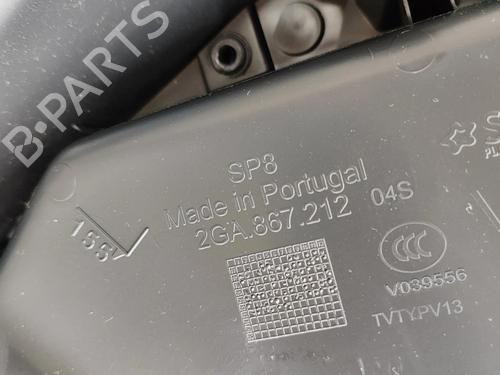 B-PARTS
SP8
Made in Portugal
2GA.867.212 04S
V039556
TVTYPV13